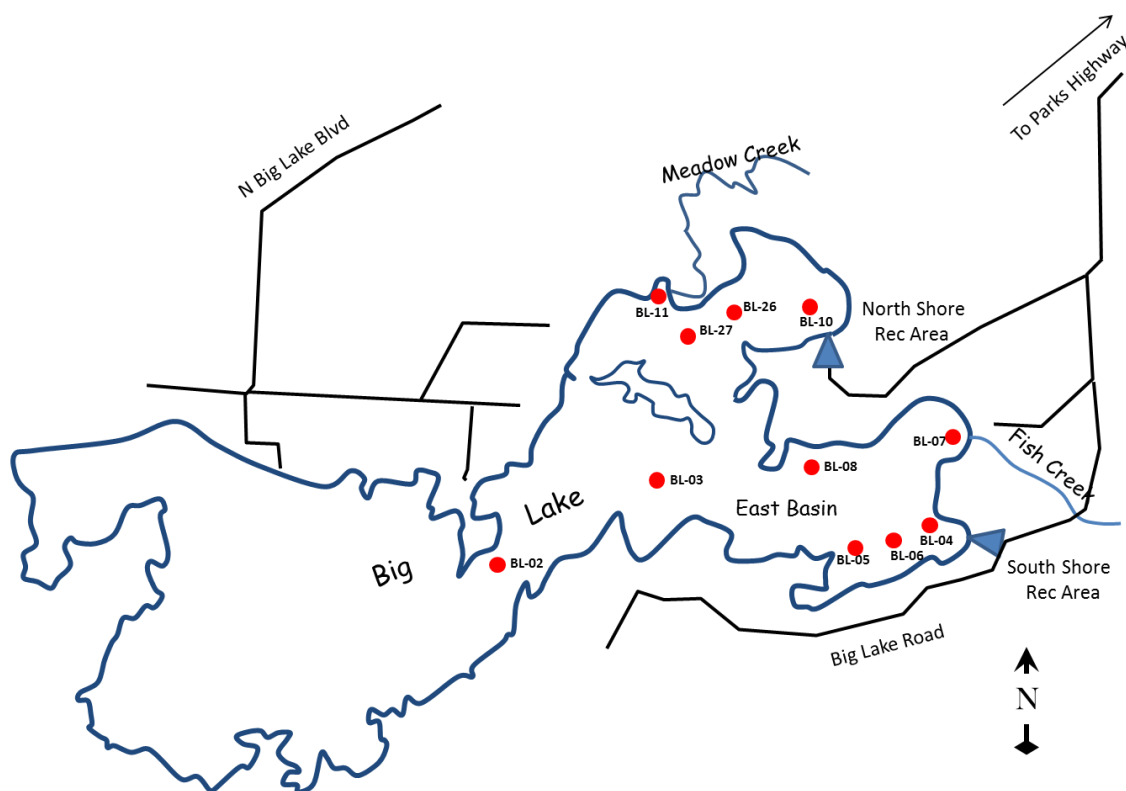 To Parks Highway
N Big Lake Blvd
Meadow Creek
BL-11
BL-26
BL-10
BL-27
North Shore
Rec Area
BL-07
Fish Creek
BL-08
BL-03
Lake
East Basin
BL-04
BL-06
BL-05
BL-02
Big
South Shore
Rec Area
Big Lake Road
N